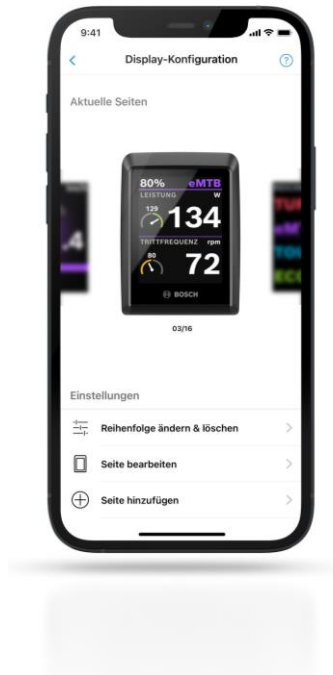 9:41
Display-Konfiguration
?
Aktuelle Seiten
80% eMTB
LEISTUNG W
129
134
TRITTFREQUENZ rpm
80
72
BOSCH
03/16
Einstellungen
Reihenfolge ändern & löschen
Seite bearbeiten
Seite hinzufügen